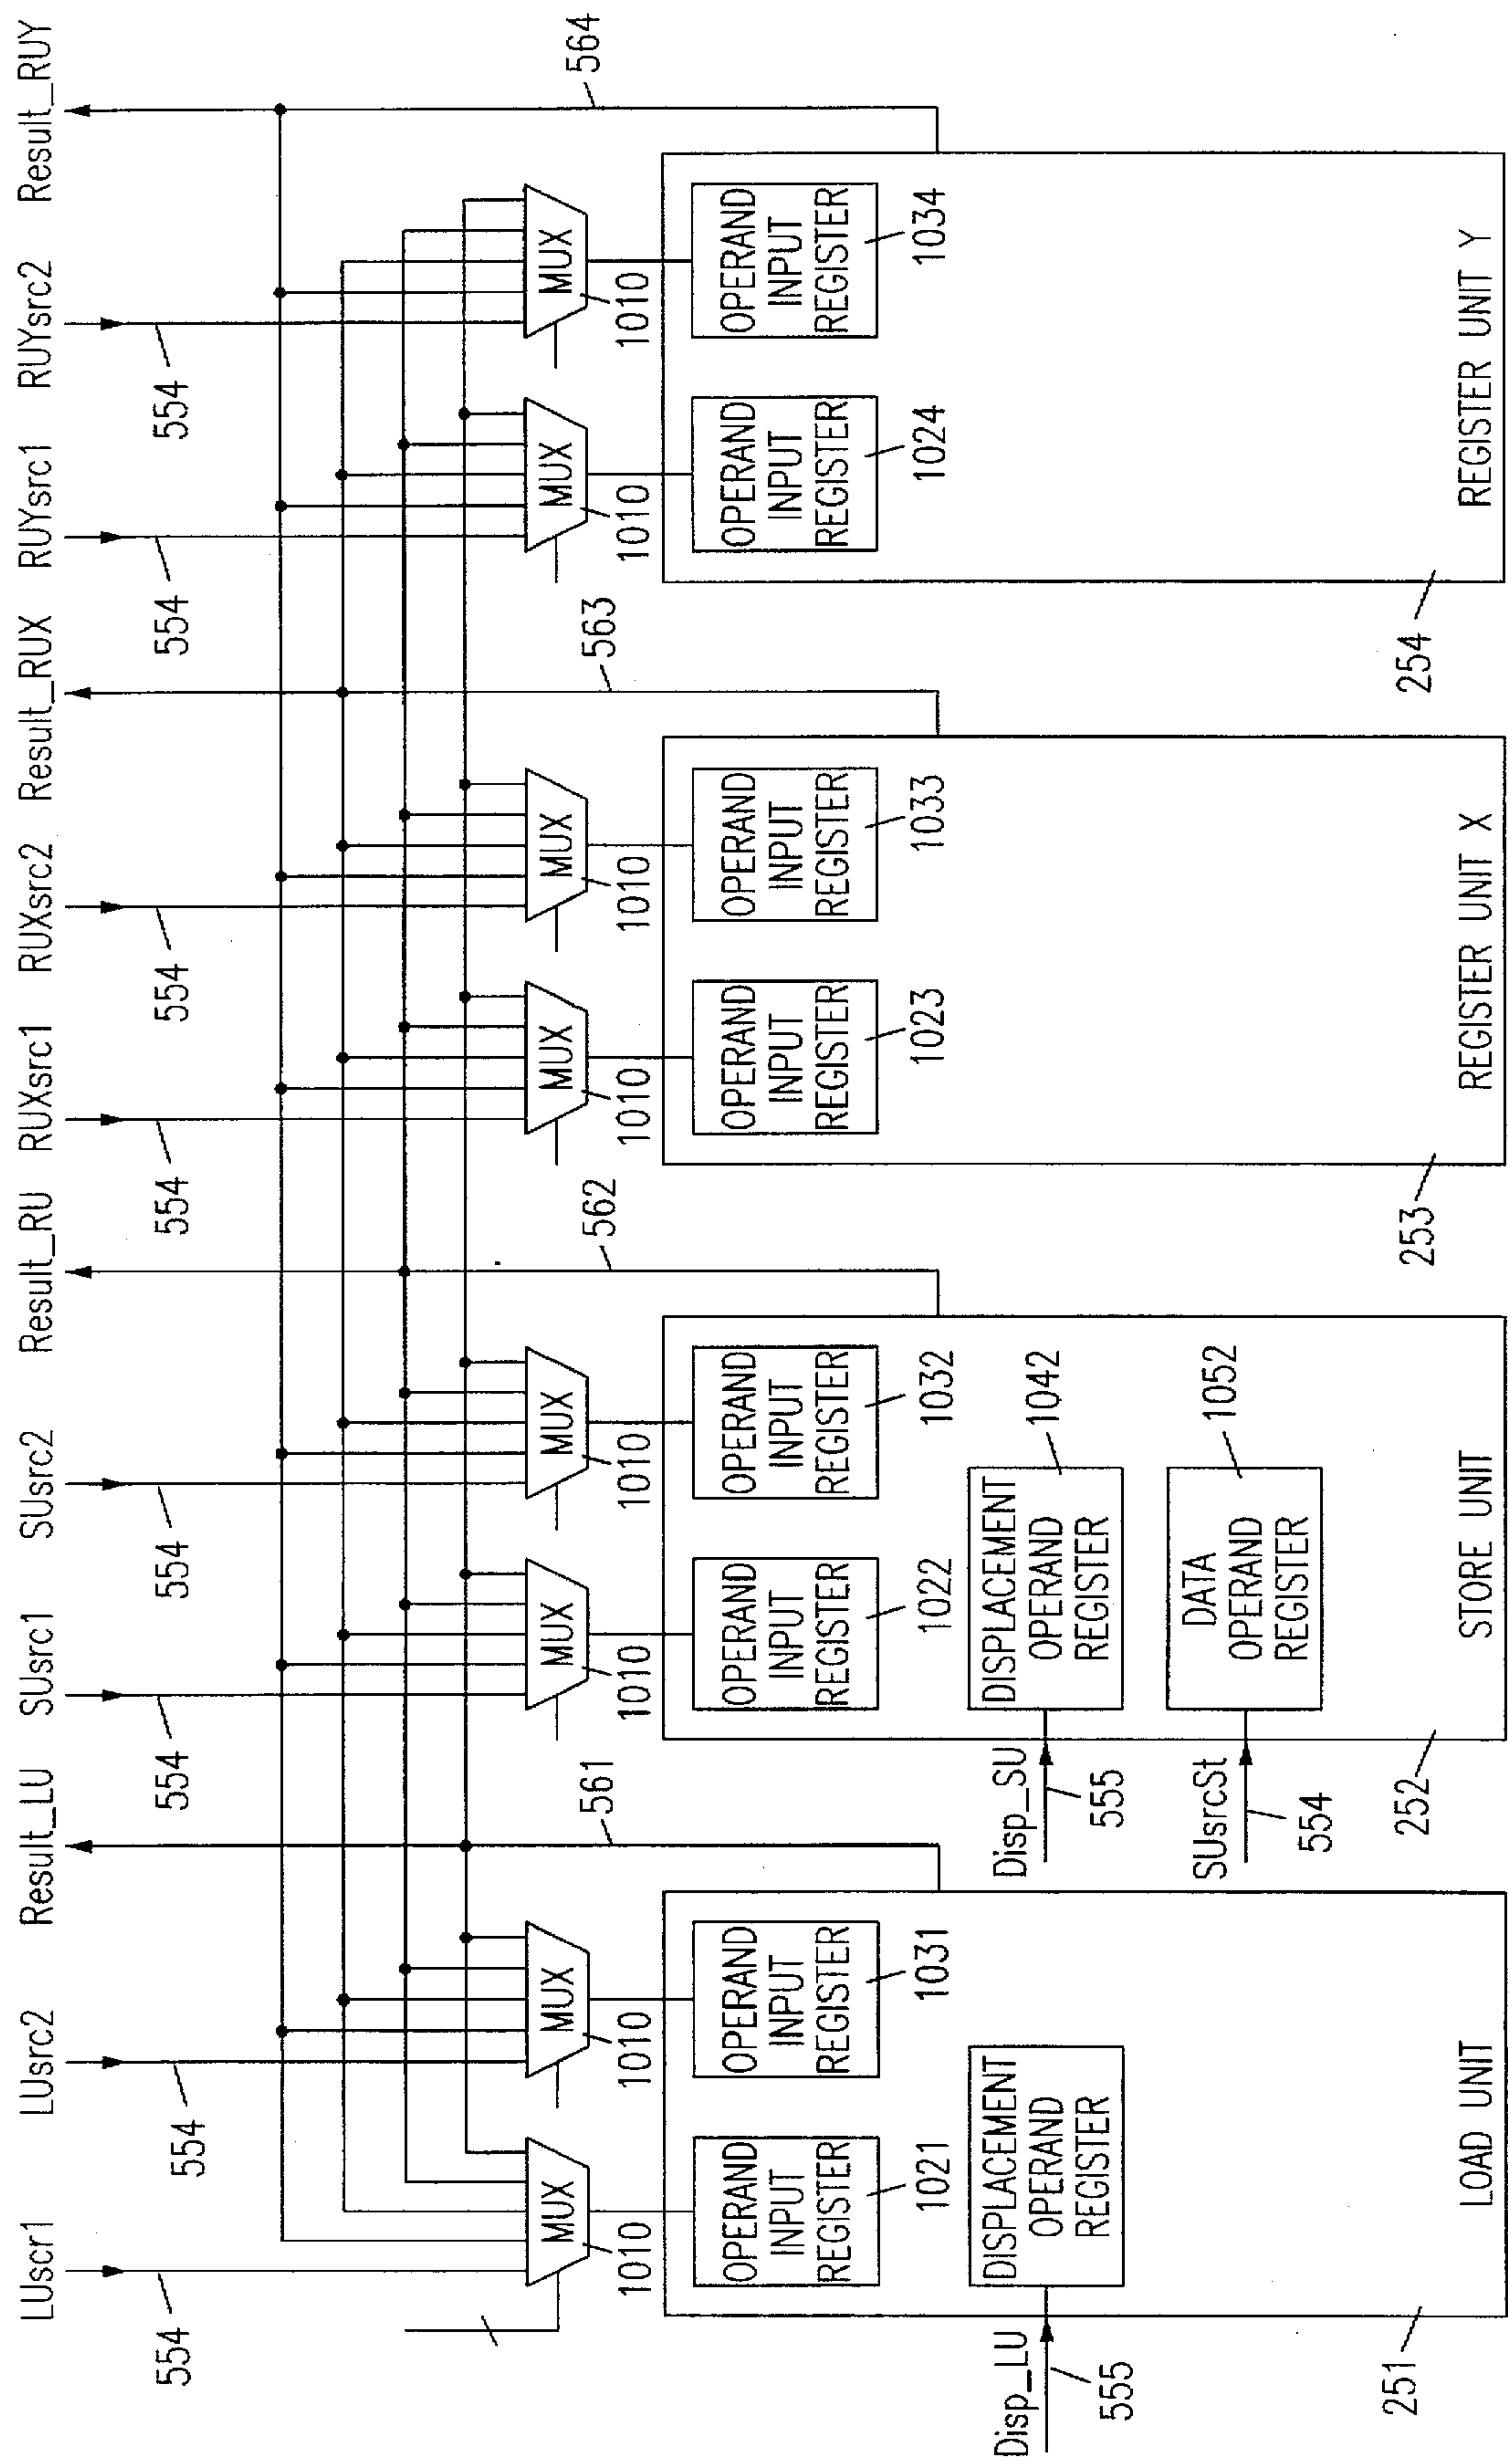 LUscr1
LUsrc2
Result_LU
SUsrc1
SUsrc2
Result_RU
RUXsrc1
RUXsrc2
Result_RUX
RUYsrc1
RUYsrc2
Result_RUY
554
554
554
554
554
554
554
554
561
562
563
564
MUX
MUX
MUX
MUX
MUX
MUX
MUX
MUX
1010
1010
1010
1010
1010
1010
1010
1010
OPERAND
INPUT
REGISTER
1021
OPERAND
INPUT
REGISTER
1031
Disp_LU
555
DISPLACEMENT
OPERAND
REGISTER
251
LOAD UNIT
OPERAND
INPUT
REGISTER
1022
OPERAND
INPUT
REGISTER
1032
Disp_SU
555
DISPLACEMENT
OPERAND
REGISTER
1042
SUsrcSt
554
DATA
OPERAND
REGISTER
1052
252
STORE UNIT
OPERAND
INPUT
REGISTER
1023
OPERAND
INPUT
REGISTER
1033
253
REGISTER UNIT X
OPERAND
INPUT
REGISTER
1024
OPERAND
INPUT
REGISTER
1034
254
REGISTER UNIT Y